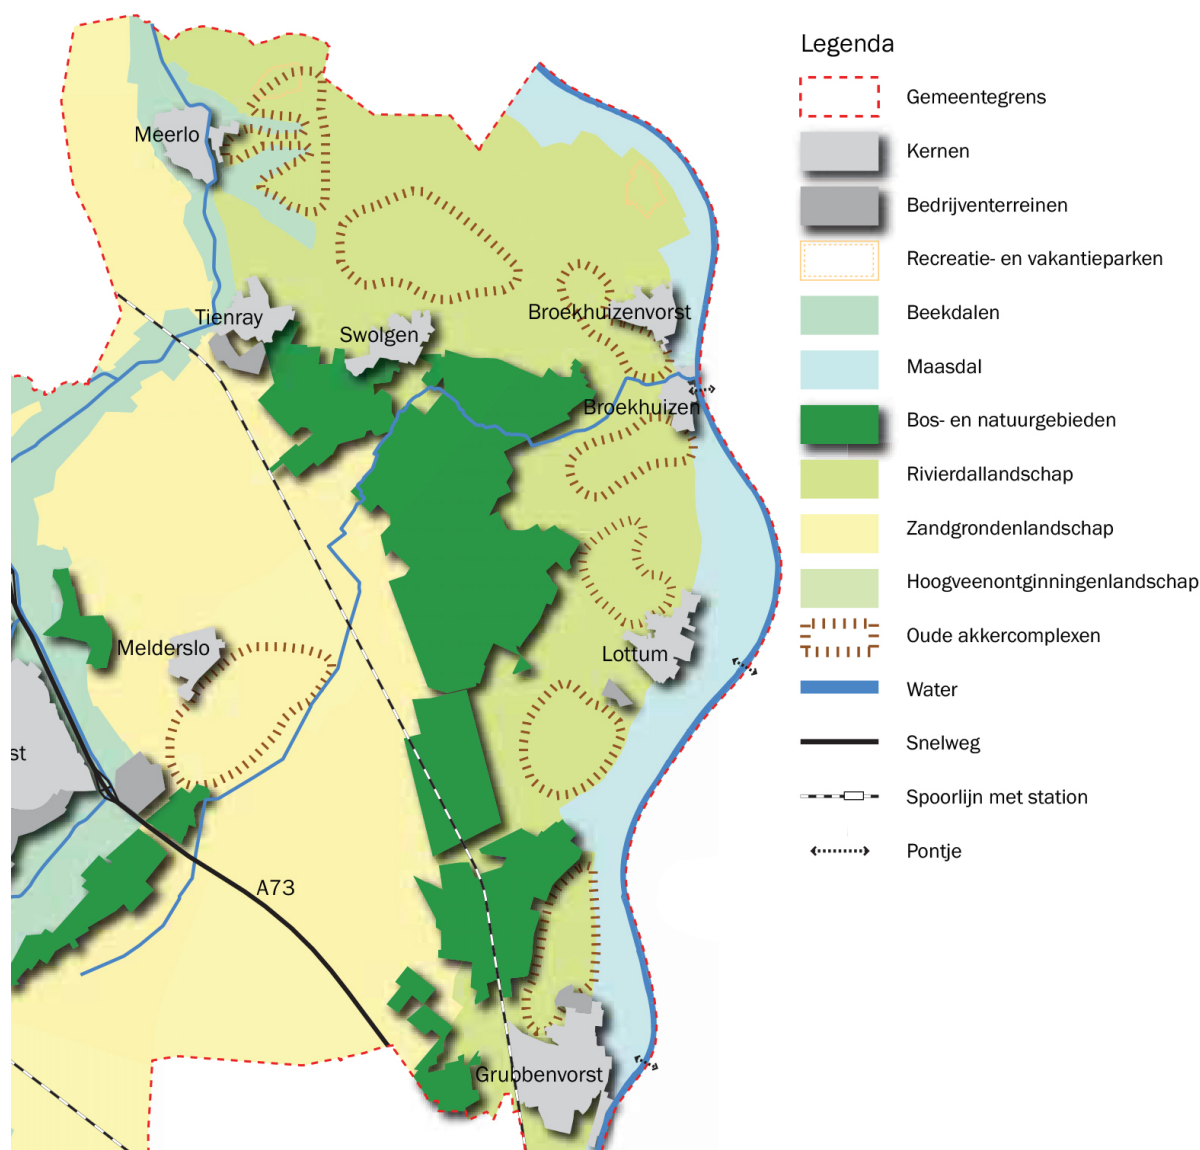 Legenda
Gemeentegrens
Kernen
Bedrijventerreinen
Recreatie- en vakantieparken
Beekdalen
Maasdal
Bos- en natuurgebieden
Rivierdallandschap
Zandgrondenlandschap
Hoogveenontginningenlandschap
Oude akkercomplexen
Water
Snelweg
Spoorlijn met station
Pontje
Meerlo
Tienray
Swolgen
Broekhuizenvorst
Broekhuizen
Melderslo
Lottum
st
A73
Grubbenvorst